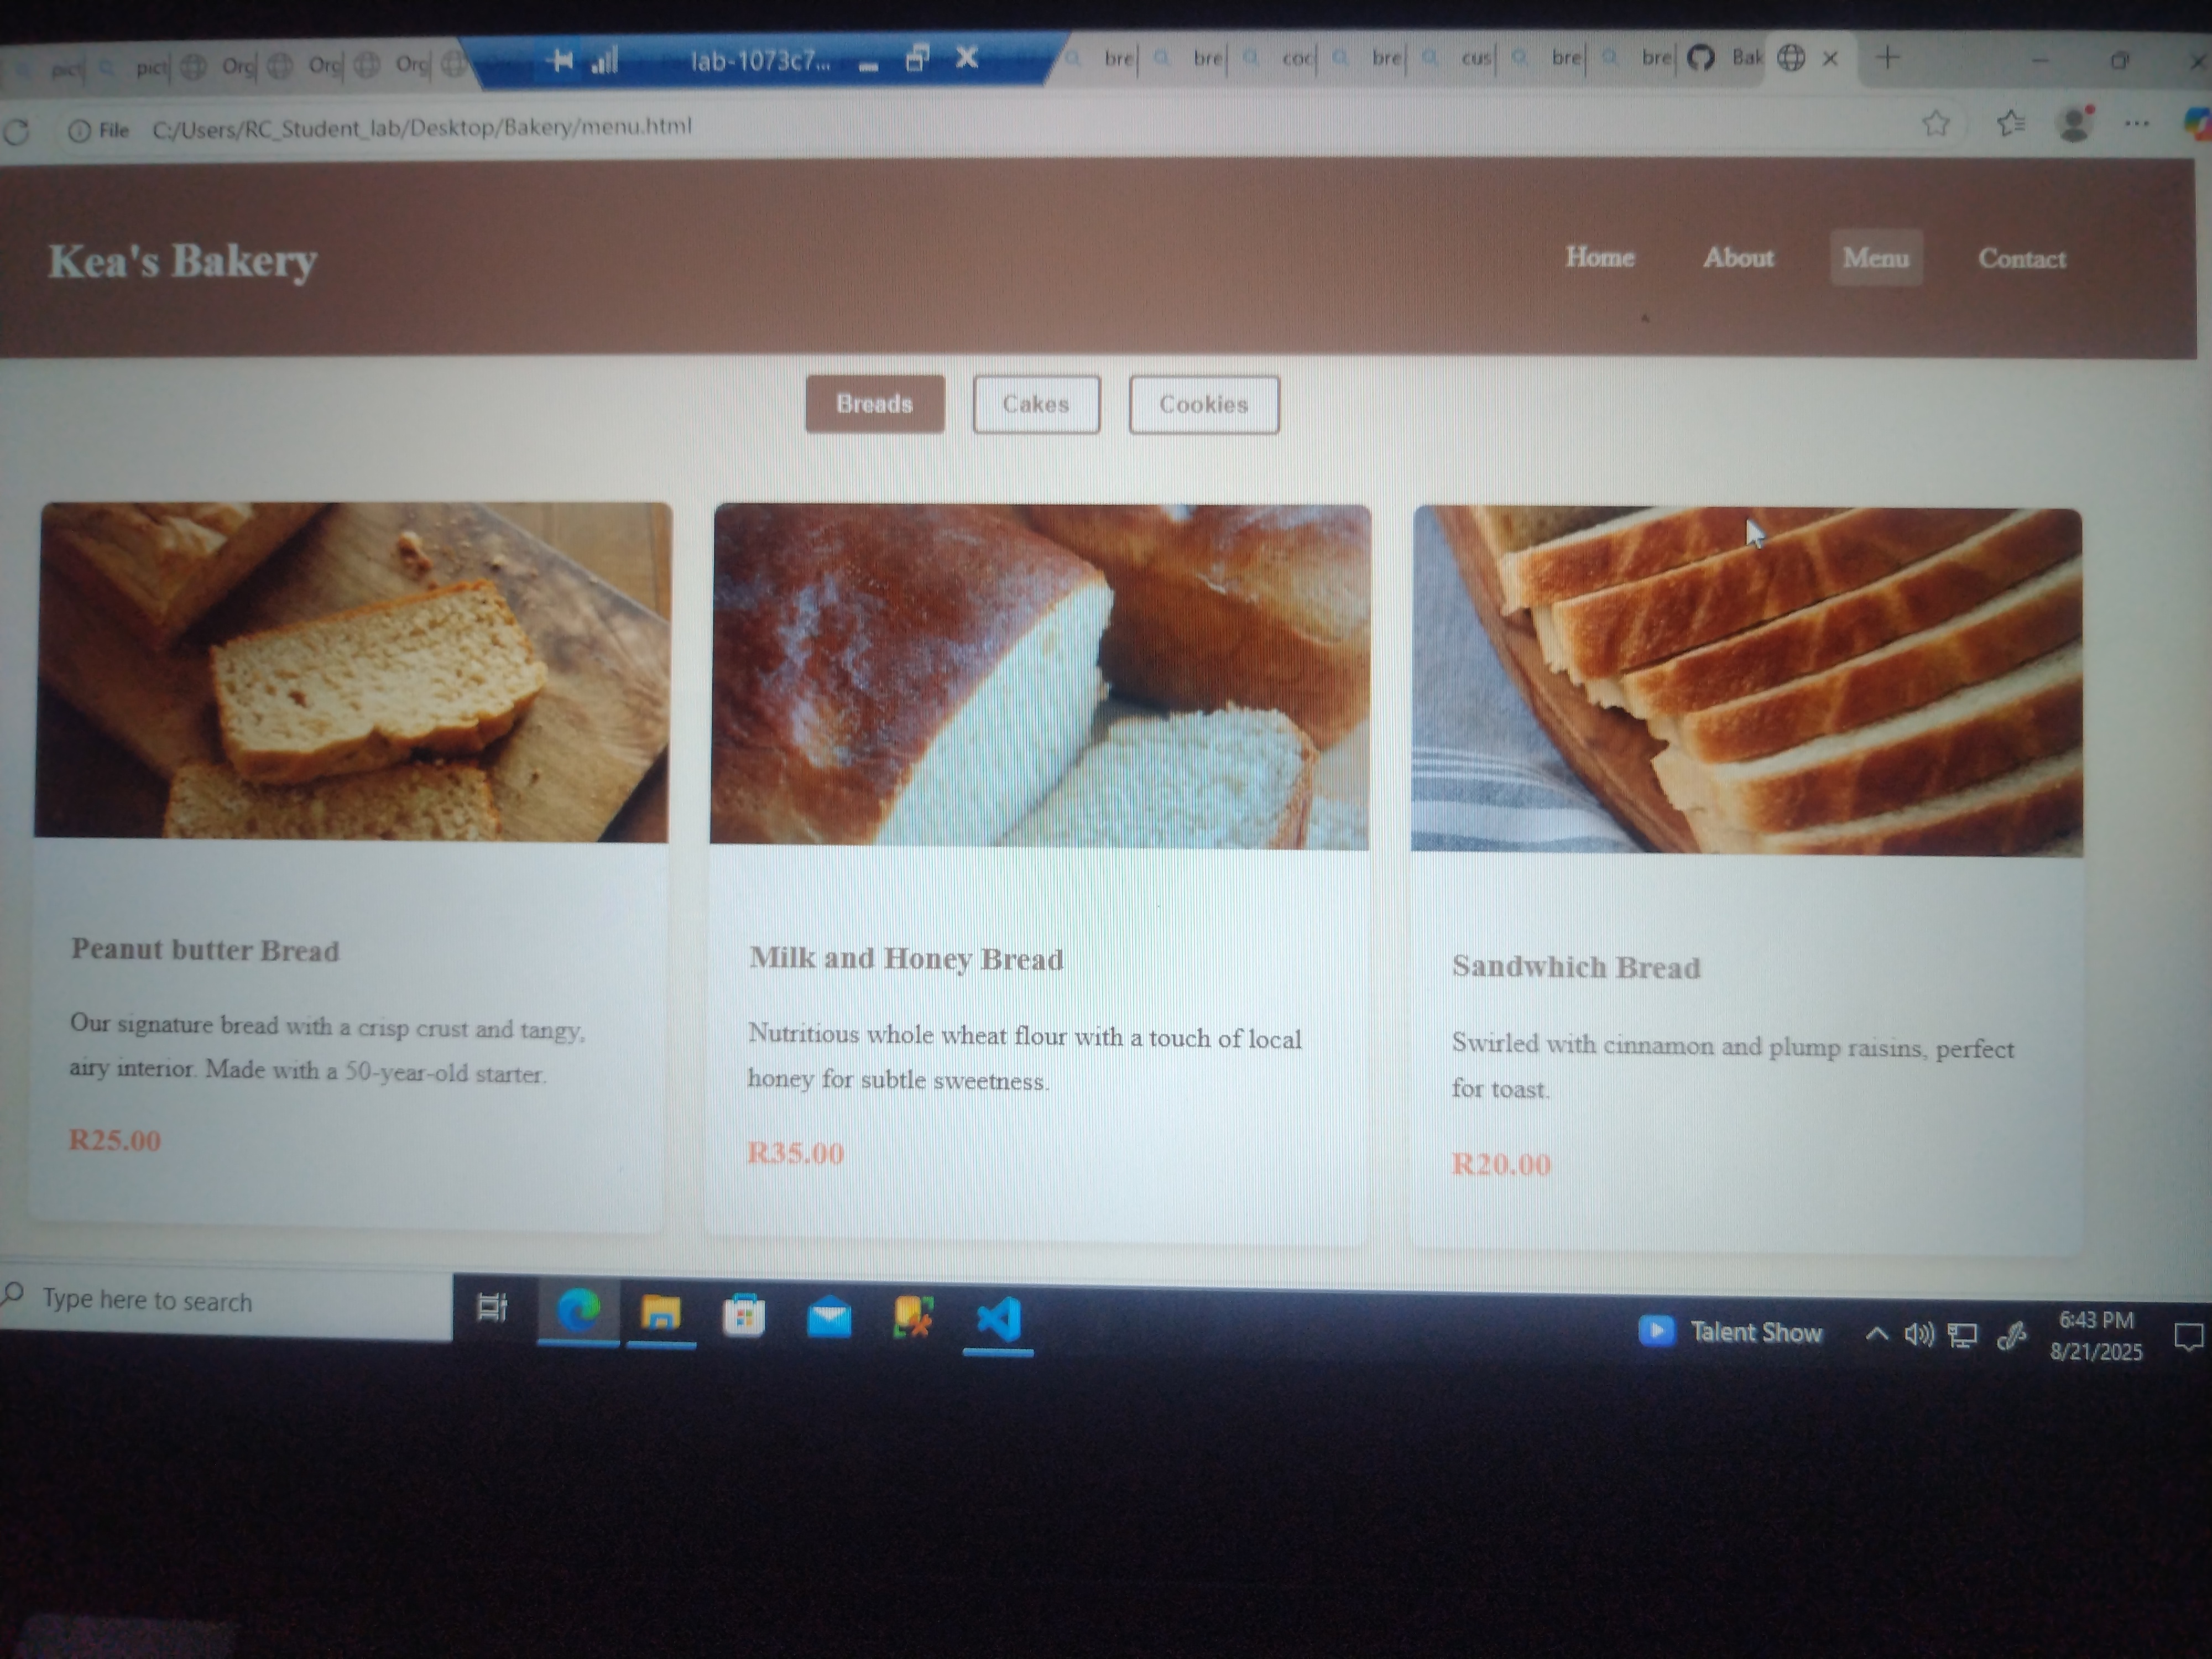 pict
pict
Org
Org
Org
lab-1073c7...
bre
bre
coc
bre
cus
bre
bre
Bak
File C:/Users/RC_Student_lab/Desktop/Bakery/menu.html
Kea's Bakery
Home About Menu Contact
Breads Cakes Cookies
Peanut butter Bread
Our signature bread with a crisp crust and tangy,
airy interior. Made with a 50-year-old starter.
R25.00
Milk and Honey Bread
Nutritious whole wheat flour with a touch of local
honey for subtle sweetness.
R35.00
Sandwhich Bread
Swirled with cinnamon and plump raisins, perfect
for toast.
R20.00
Type here to search
Talent Show
6:43 PM
8/21/2025